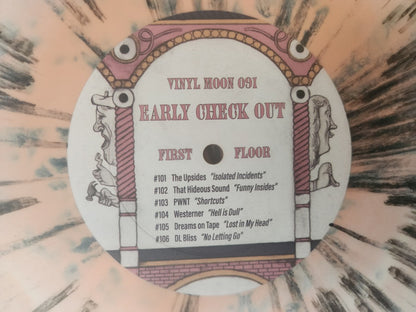 VINYL MOON 091
EARLY CHECK OUT
FIRST FLOOR
#101 The Upsides "Isolated Incidents"
#102 That Hideous Sound "Funny Insides"
#103 PWNT "Shortcuts"
#104 Westerner "Hell Is Dull"
#105 Dreams on Tape "Lost in My Head"
#106 DL Bliss "No Letting Go"